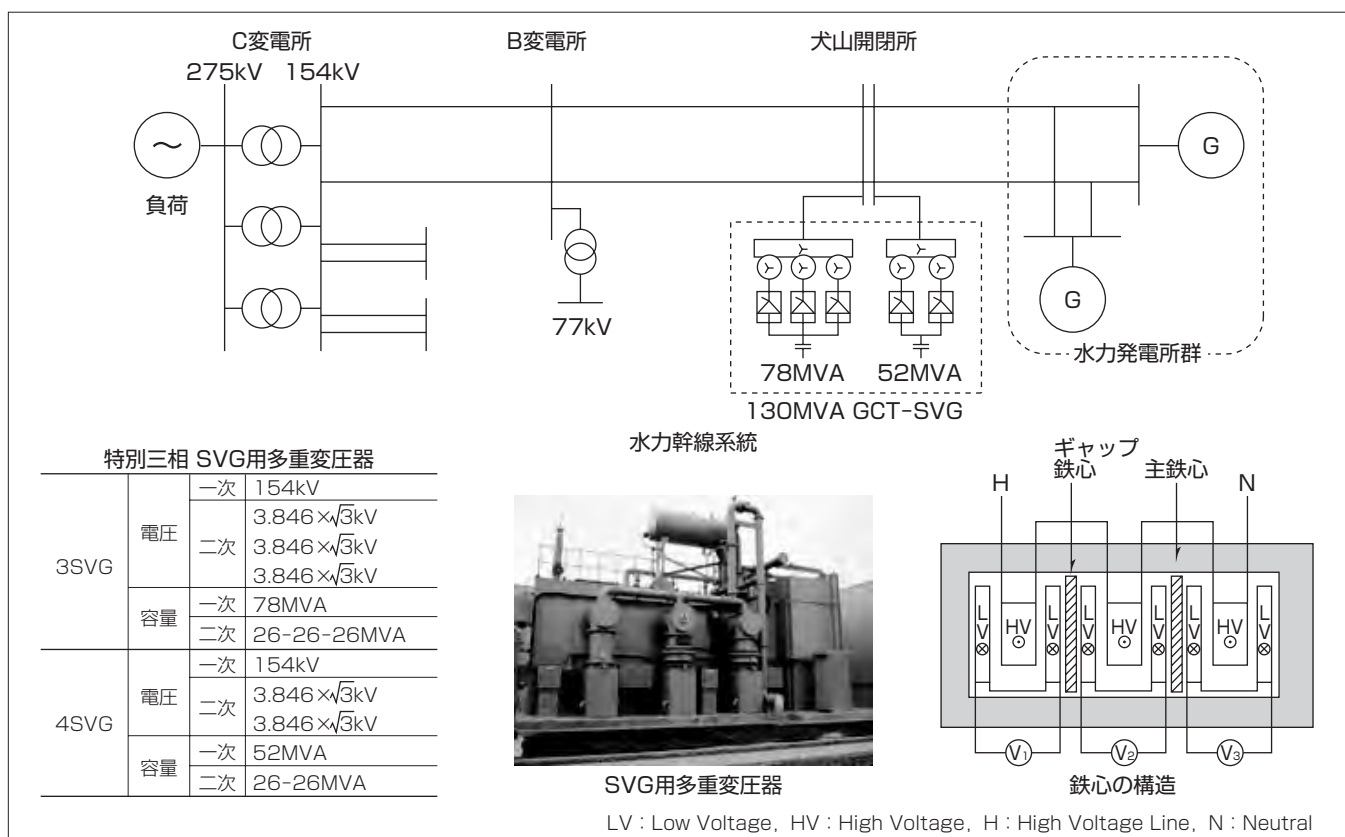 C変電所
275kV 154kV
B変電所
犬山開閉所
負荷
77kV
G
G
水力発電所群
78MVA 52MVA
130MVA GCT-SVG
水力幹線系統
特別三相 SVG用多重変圧器
3SVG 電圧 一次 154kV
二次 3.846×√3kV
3.846×√3kV
3.846×√3kV
容量 一次 78MVA
二次 26-26-26MVA
4SVG 電圧 一次 154kV
二次 3.846×√3kV
3.846×√3kV
容量 一次 52MVA
二次 26-26MVA
SVG用多重変圧器
ギャップ
鉄心
主鉄心
H
N
LV HV LV LV HV LV LV HV LV
V₁ V₂ V₃
鉄心の構造
LV : Low Voltage, HV : High Voltage, H : High Voltage Line, N : Neutral